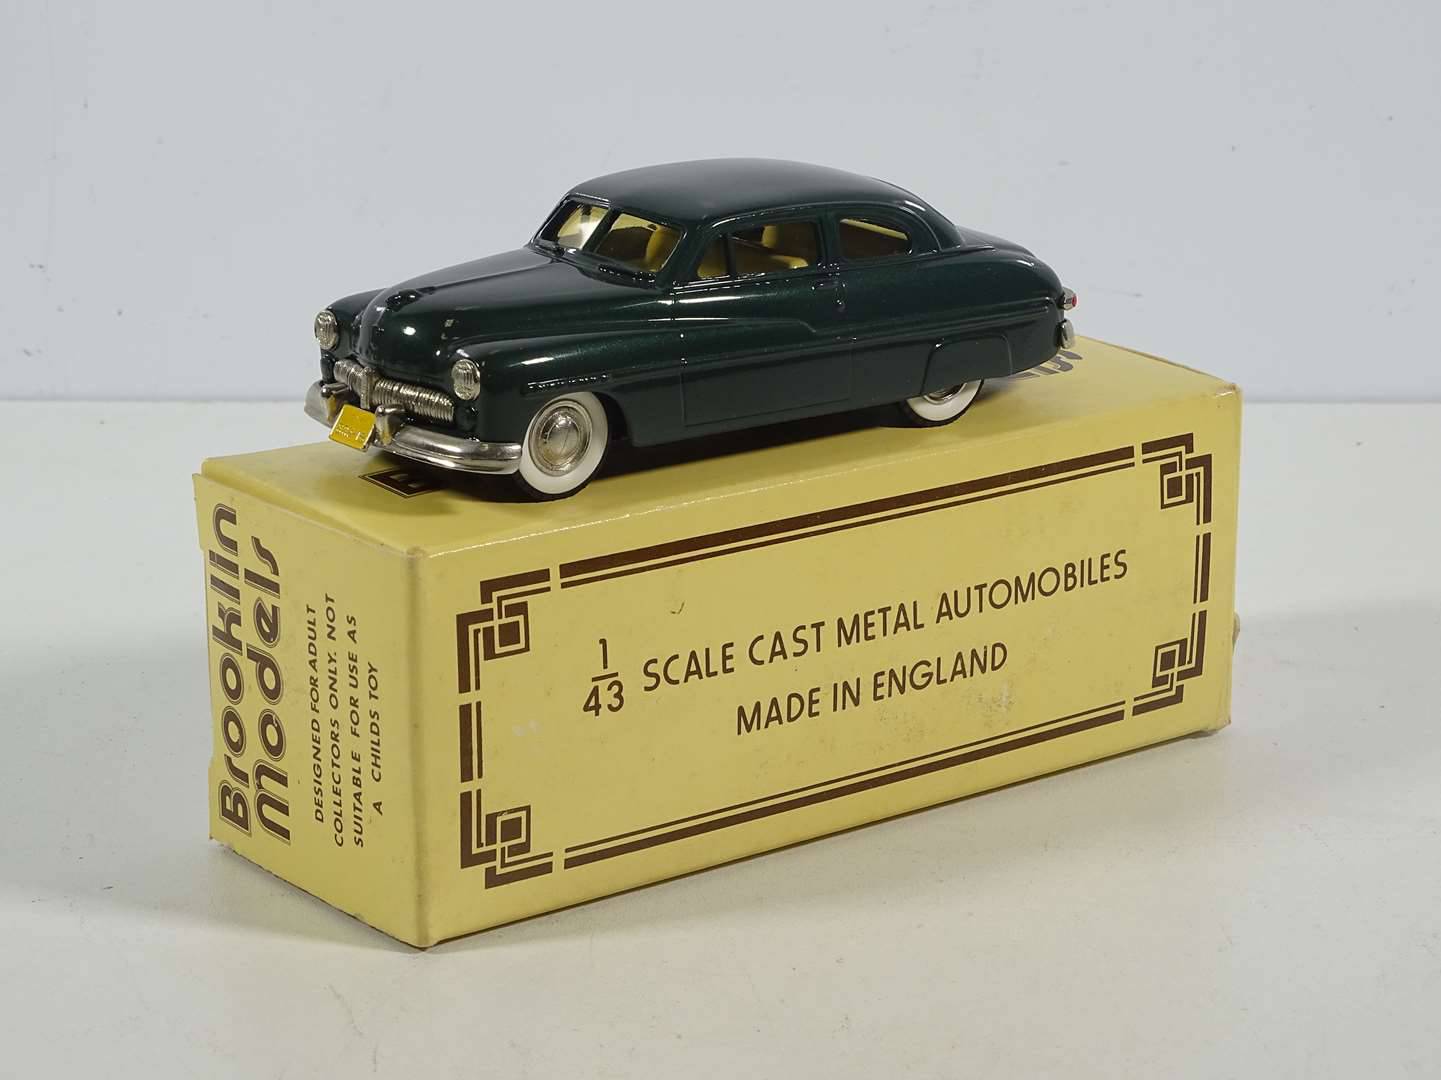 Brooklin
Models
DESIGNED FOR ADULT
COLLECTORS ONLY. NOT
SUITABLE FOR USE AS
A CHILDS TOY
1/43 SCALE CAST METAL AUTOMOBILES
MADE IN ENGLAND